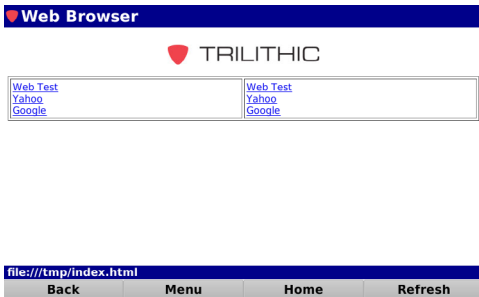 Web Browser
TRILITHIC
Web Test
Yahoo
Google
Web Test
Yahoo
Google
file:///tmp/index.html
Back Menu Home Refresh